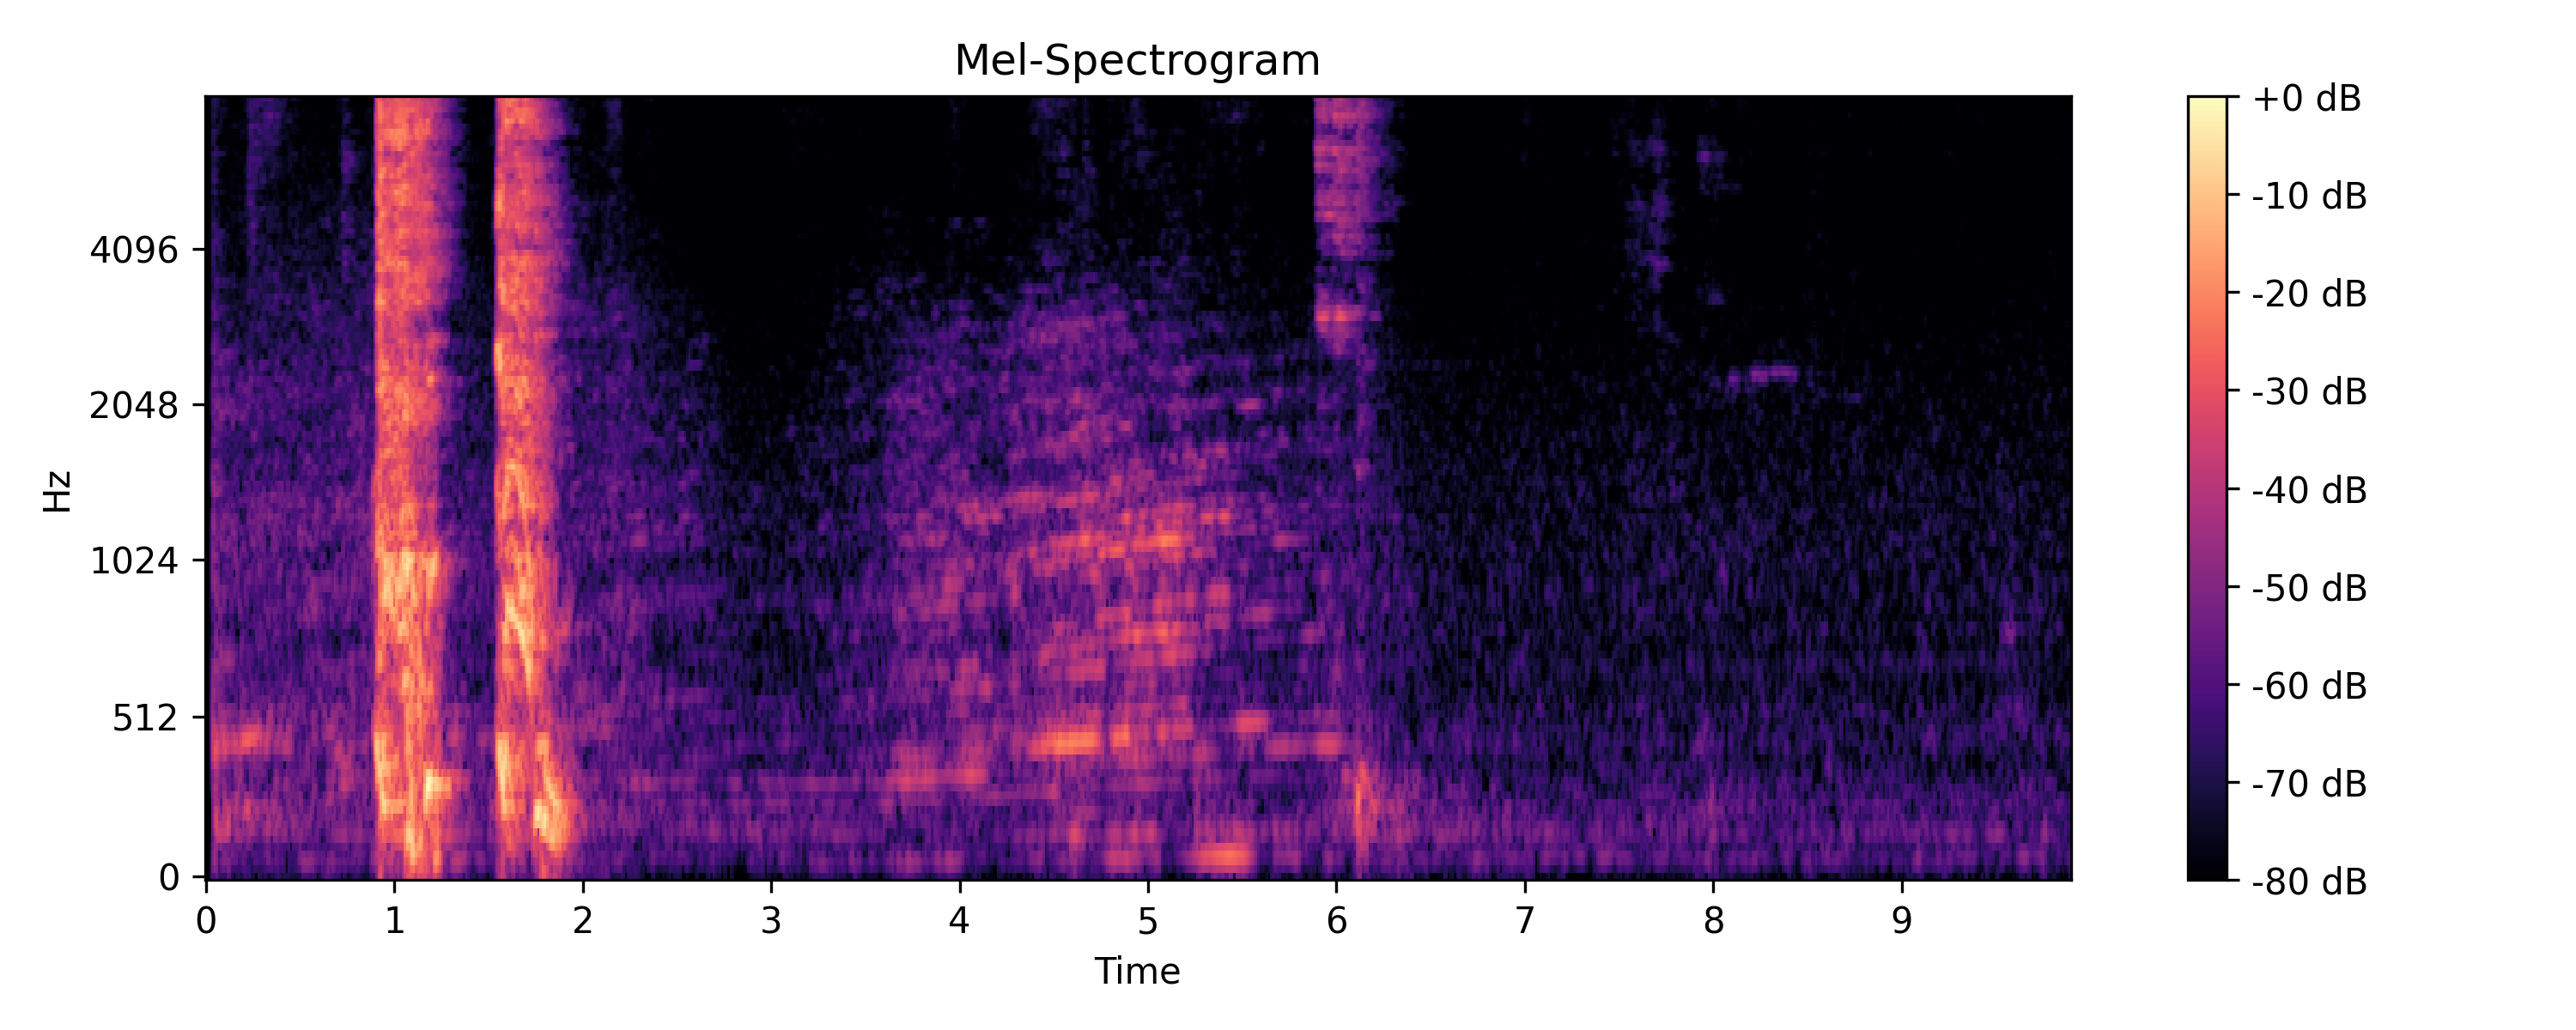 Mel-Spectrogram
+0 dB
-10 dB
-20 dB
-30 dB
-40 dB
-50 dB
-60 dB
-70 dB
-80 dB
Hz
4096
2048
1024
512
0
0 1 2 3 4 5 6 7 8 9
Time